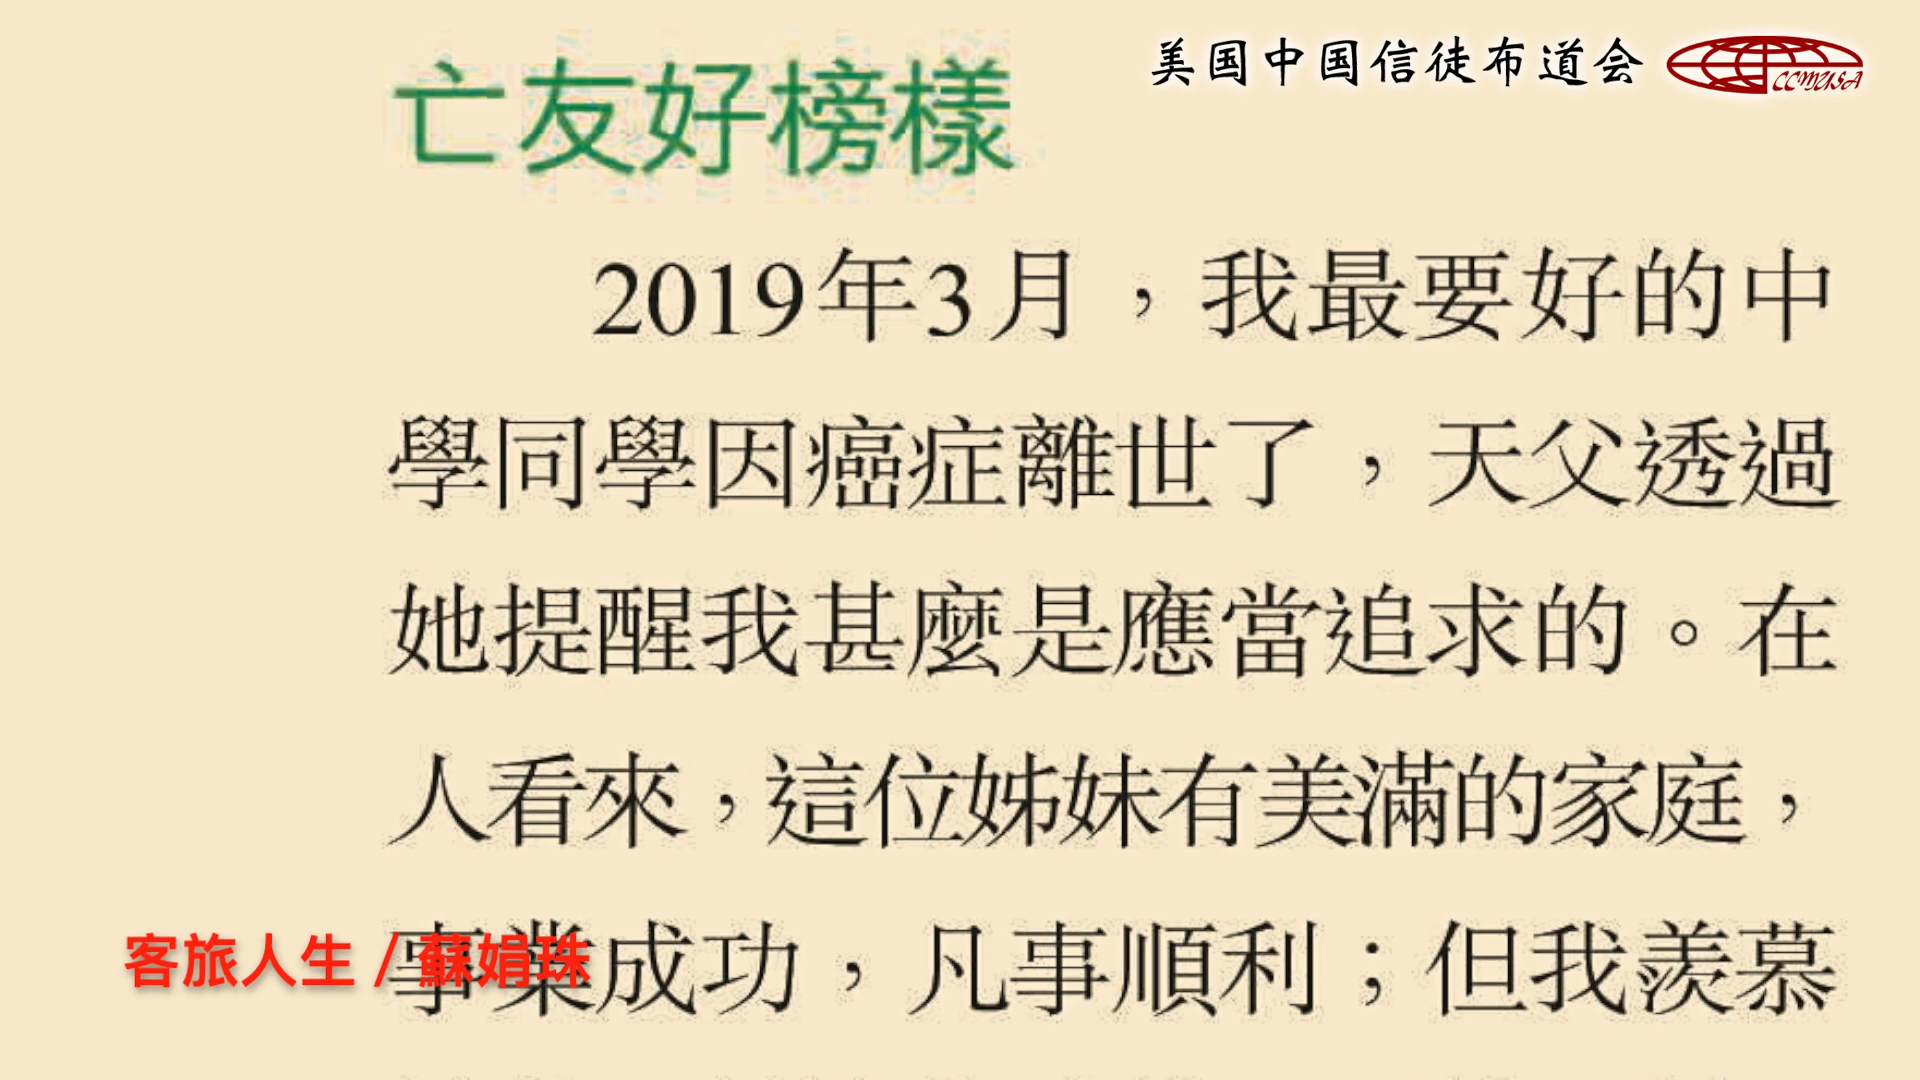 美国中国信徒布道会
CCMUSA
亡友好榜樣
2019年3月，我最要好的中
學同學因癌症離世了，天父透過
她提醒我甚麼是應當追求的。在
人看來，這位姊妹有美滿的家庭，
事業成功，凡事順利；但我羨慕
客旅人生 / 蘇娟珠